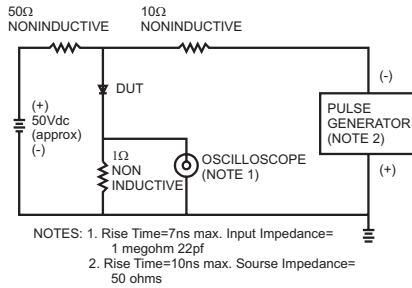 50Ω
NONINDUCTIVE
10Ω
NONINDUCTIVE
(+)
50Vdc
(approx)
(-)
DUT
1Ω
NON
INDUCTIVE
OSCILLOSCOPE
(NOTE 1)
(-)
PULSE
GENERATOR
(NOTE 2)
(+)
NOTES: 1. Rise Time=7ns max. Input Impedance=
1 megohm 22pf
2. Rise Time=10ns max. Sourse Impedance=
50 ohms